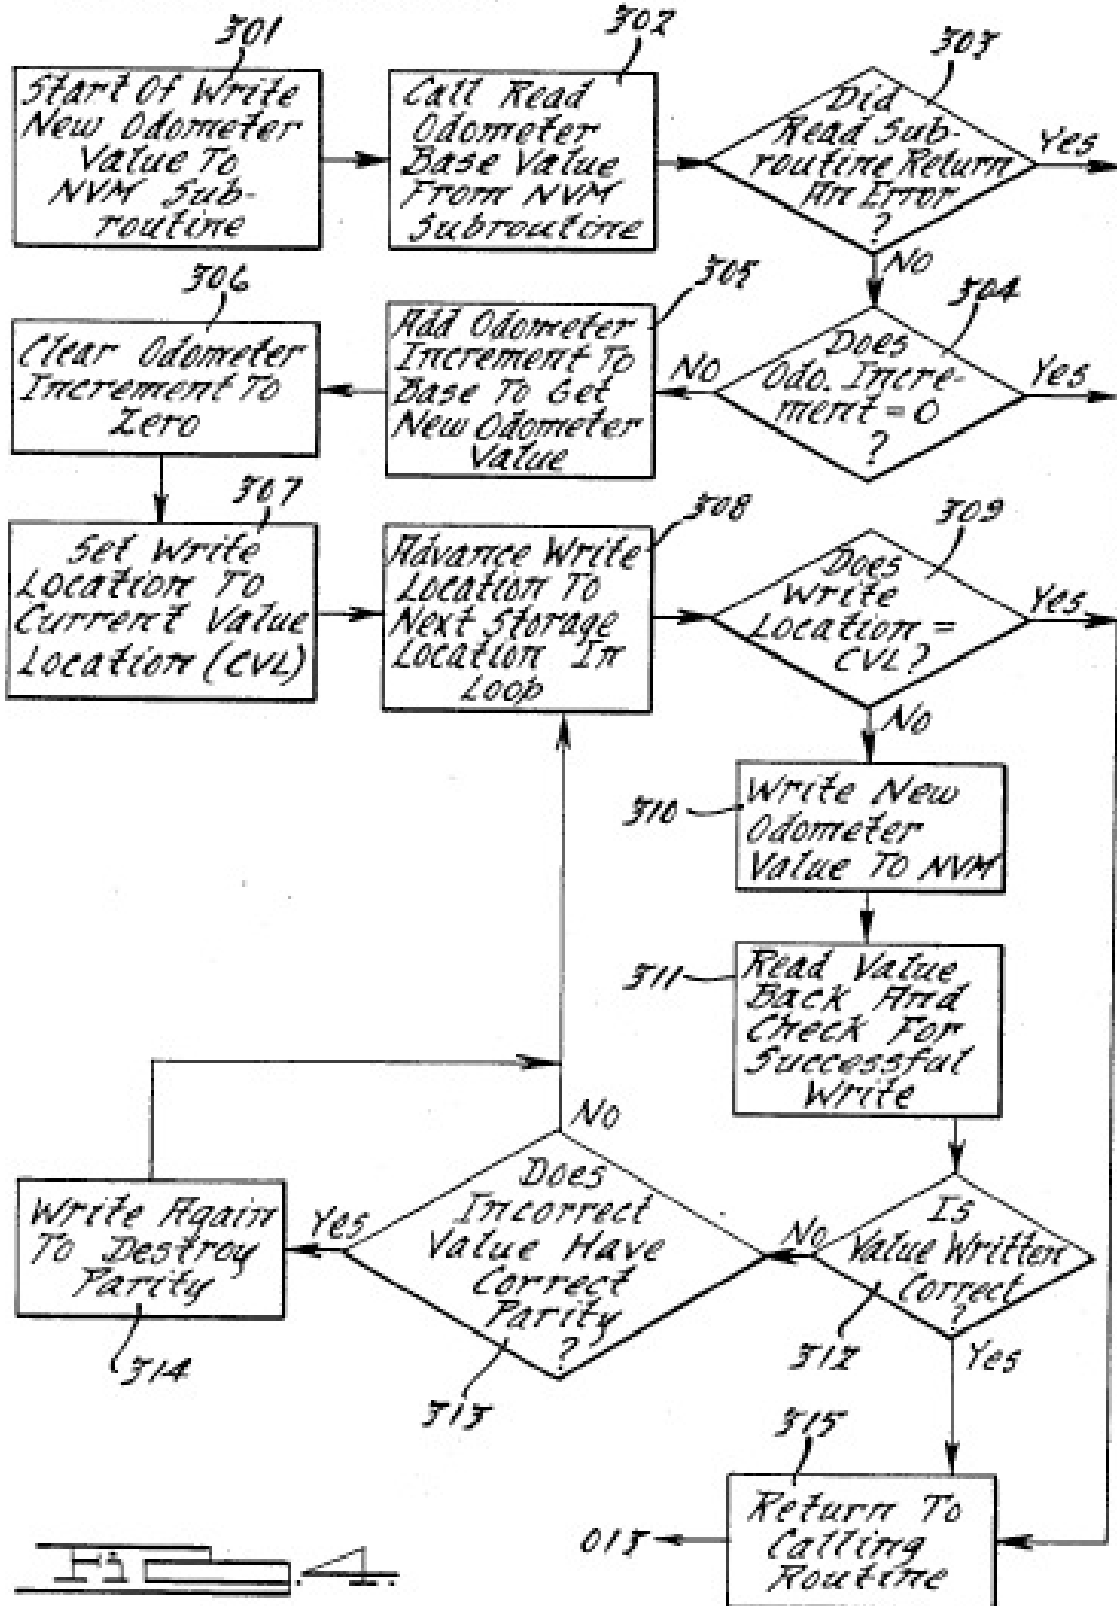 301
Start Of Write
New Odometer
Value To
NVM Sub-
routine
302
Call Read
Odometer
Base Value
From NVM
Subroutine
303
Did
Read Sub-
routine Return
An Error
?
Yes
No
304
Does
Odo. Incre-
ment = 0
?
Yes
No
305
Add Odometer
Increment To
Base To Get
New Odometer
Value
306
Clear Odometer
Increment To
Zero
307
Set Write
Location To
Current Value
Location (CVL)
308
Advance Write
Location To
Next Storage
Location In
Loop
309
Does
Write
Location =
CVL?
Yes
No
310
Write New
Odometer
Value To NVM
311
Read Value
Back And
Check For
Successful
Write
Is
Value Written
Correct
?
312
No
Yes
Does
Incorrect
Value Have
Correct
Parity
?
313
No
Yes
Write Again
To Destroy
Parity
314
315
Return To
Calling
Routine
013
Fig. 4.